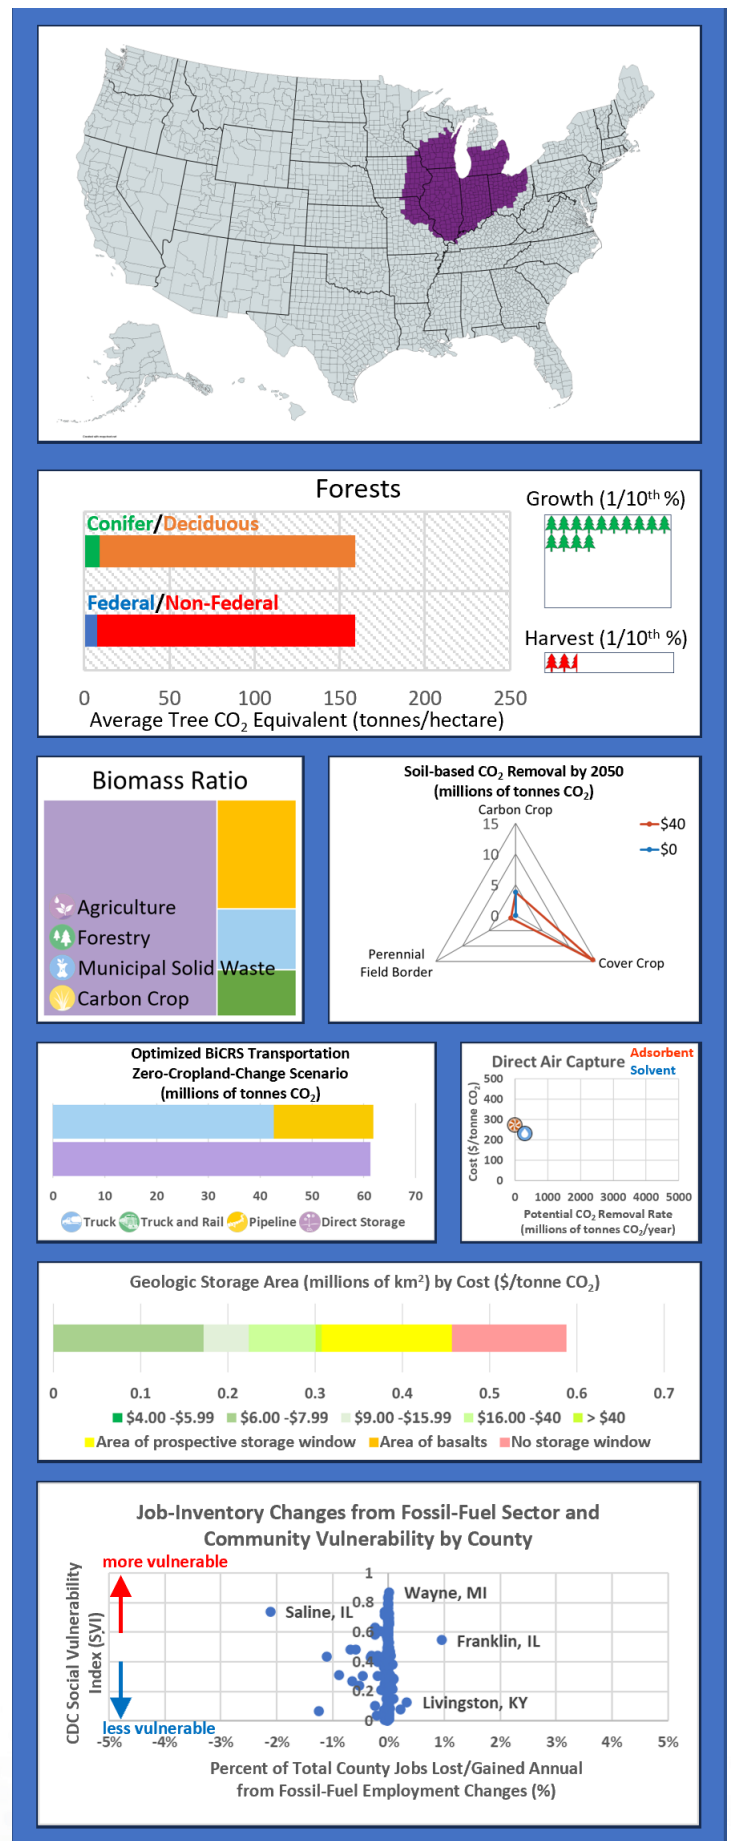 Forests
Conifer/Deciduous
Federal/Non-Federal
0 50 100 150 200 250
Average Tree CO2 Equivalent (tonnes/hectare)
Growth (1/10th %)
Harvest (1/10th %)
Biomass Ratio
Agriculture
Forestry
Municipal Solid Waste
Carbon Crop
Soil-based CO2 Removal by 2050
(millions of tonnes CO2)
Carbon Crop
15
10
5
0
Perennial
Field Border
Cover Crop
$40
$0
Optimized BiCRS Transportation
Zero-Cropland-Change Scenario
(millions of tonnes CO2)
0 10 20 30 40 50 60 70
Truck Truck and Rail Pipeline Direct Storage
Direct Air Capture
Adsorbent
Solvent
Cost ($/tonne CO2)
500
400
300
200
100
0
0 1000 2000 3000 4000 5000
Potential CO2 Removal Rate
(millions of tonnes CO2/year)
Geologic Storage Area (millions of km2) by Cost ($/tonne CO2)
0 0.1 0.2 0.3 0.4 0.5 0.6 0.7
$4.00 -$5.99 $6.00 -$7.99 $9.00 -$15.99 $16.00 -$40 > $40
Area of prospective storage window Area of basalts No storage window
Job-Inventory Changes from Fossil-Fuel Sector and
Community Vulnerability by County
more vulnerable
less vulnerable
CDC Social Vulnerability
Index (SVI)
1
0.8
0.6
0.4
0.2
0
Wayne, MI
Saline, IL
Franklin, IL
Livingston, KY
-5% -4% -3% -2% -1% 0% 1% 2% 3% 4% 5%
Percent of Total County Jobs Lost/Gained Annual
from Fossil-Fuel Employment Changes (%)